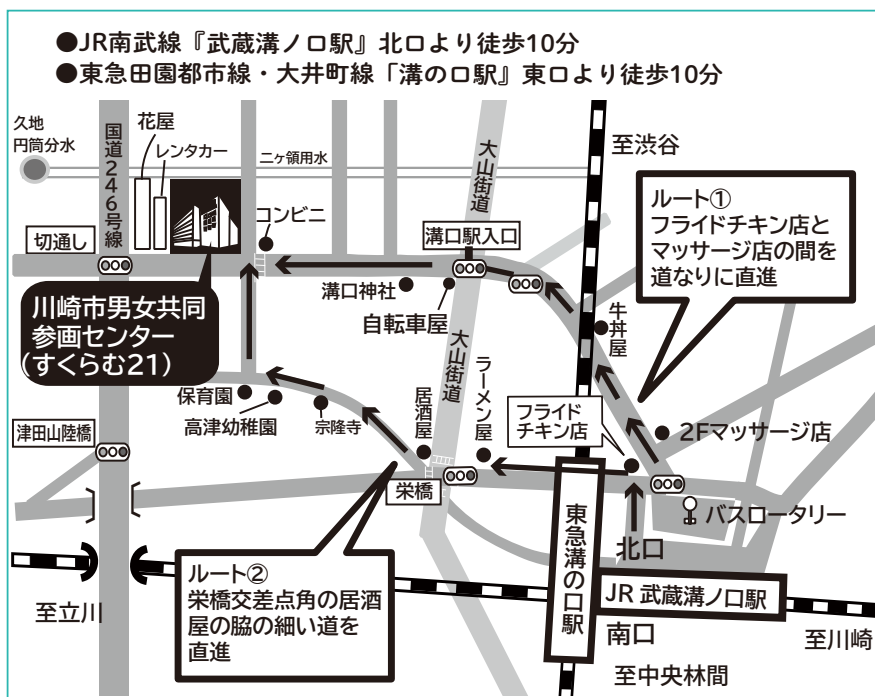 ●JR南武線『武蔵溝ノ口駅』北口より徒歩10分
●東急田園都市線・大井町線「溝の口駅」東口より徒歩10分
久地
円筒分水
国道246号線
花屋
レンタカー
二ヶ領用水
大山街道
至渋谷
ルート①
フライドチキン店と
マッサージ店の間を
道なりに直進
切通し
コンビニ
溝口駅入口
溝口神社
自転車屋
牛丼屋
川崎市男女共同
参画センター
(すくらむ21)
大山街道
ラーメン屋
居酒屋
保育園
高津幼稚園
宗隆寺
フライド
チキン店
2Fマッサージ店
津田山陸橋
栄橋
バスロータリー
北口
東急溝の口駅
ルート②
栄橋交差点角の居酒
屋の脇の細い道を
直進
JR 武蔵溝ノ口駅
至立川
南口
至川崎
至中央林間